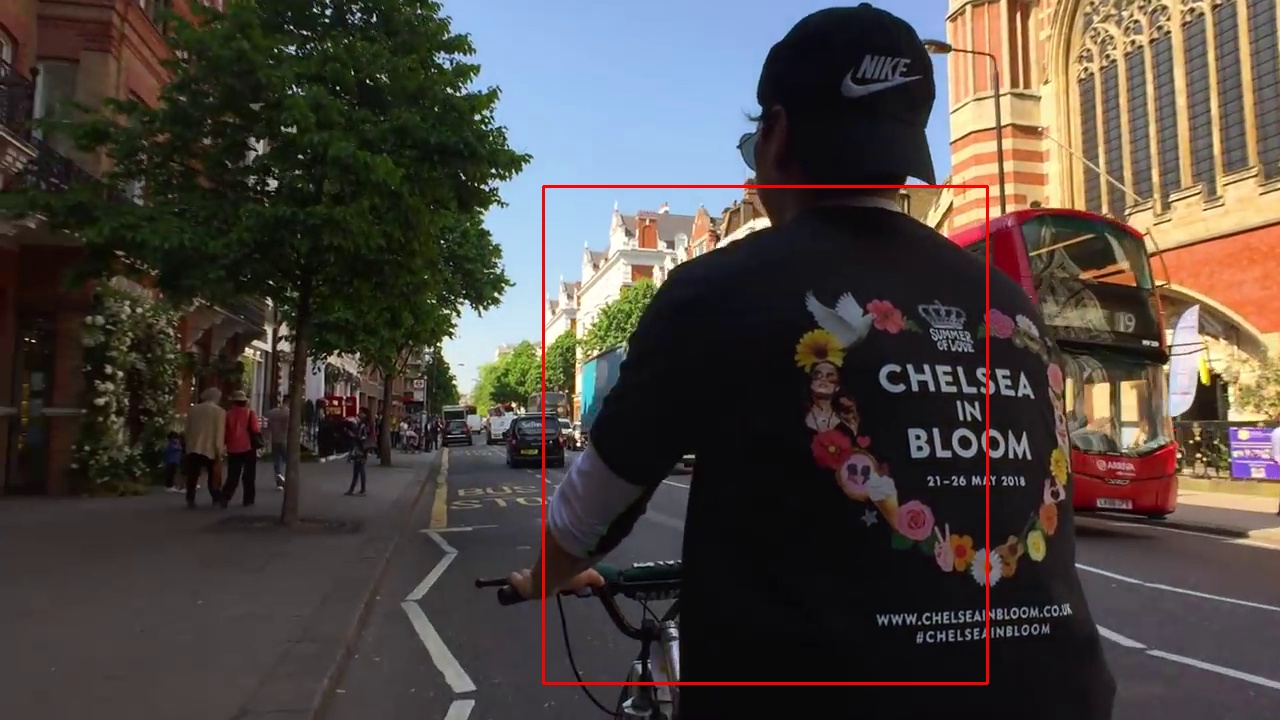 NIKE
SUMMER
OF LOVE
CHELSEA
IN
BLOOM
21-26 MAY 2018
WWW.CHELSEAINBLOOM.CO.UK
#CHELSEAINBLOOM
19
ARRIVA
BUS
STOP